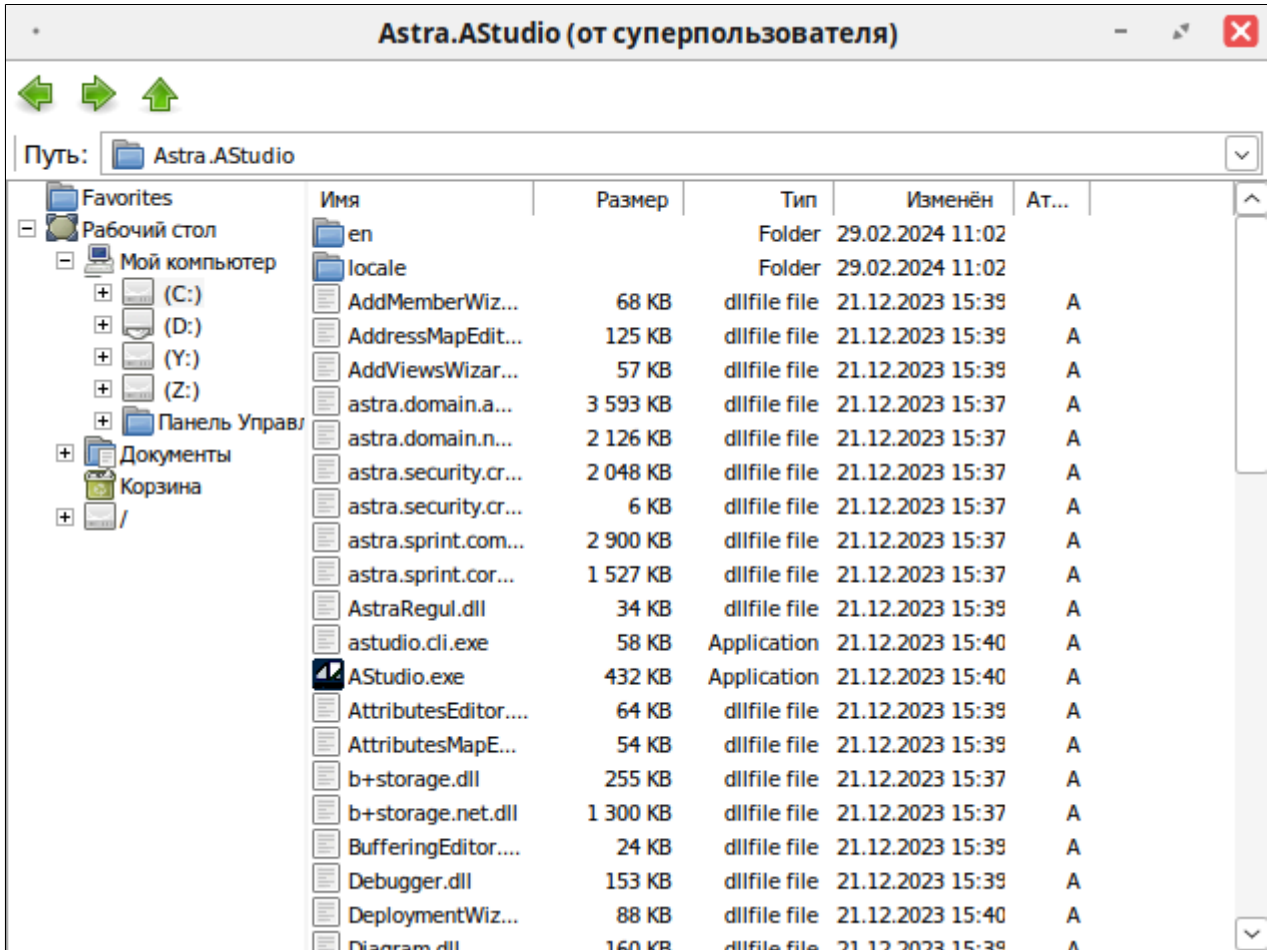 Astra.AStudio (от суперпользователя)
Путь: Astra.AStudio
Favorites
Рабочий стол
Мой компьютер
(C:)
(D:)
(Y:)
(Z:)
Панель Управл
Документы
Корзина
/
Имя Размер Тип Изменён Ат...
en Folder 29.02.2024 11:02
locale Folder 29.02.2024 11:02
AddMemberWiz... 68 KB dllfile file 21.12.2023 15:39 A
AddressMapEdit... 125 KB dllfile file 21.12.2023 15:39 A
AddViewsWizar... 57 KB dllfile file 21.12.2023 15:39 A
astra.domain.a... 3 593 KB dllfile file 21.12.2023 15:37 A
astra.domain.n... 2 126 KB dllfile file 21.12.2023 15:37 A
astra.security.cr... 2 048 KB dllfile file 21.12.2023 15:37 A
astra.security.cr... 6 KB dllfile file 21.12.2023 15:37 A
astra.sprint.com... 2 900 KB dllfile file 21.12.2023 15:37 A
astra.sprint.cor... 1 527 KB dllfile file 21.12.2023 15:37 A
AstraRegul.dll 34 KB dllfile file 21.12.2023 15:39 A
astudio.cli.exe 58 KB Application 21.12.2023 15:40 A
AStudio.exe 432 KB Application 21.12.2023 15:40 A
AttributesEditor.... 64 KB dllfile file 21.12.2023 15:39 A
AttributesMapE... 54 KB dllfile file 21.12.2023 15:39 A
b+storage.dll 255 KB dllfile file 21.12.2023 15:37 A
b+storage.net.dll 1 300 KB dllfile file 21.12.2023 15:37 A
BufferingEditor.... 24 KB dllfile file 21.12.2023 15:39 A
Debugger.dll 153 KB dllfile file 21.12.2023 15:39 A
DeploymentWiz... 88 KB dllfile file 21.12.2023 15:40 A
Diagram.dll 160 KB dllfile file 21.12.2023 15:39 A